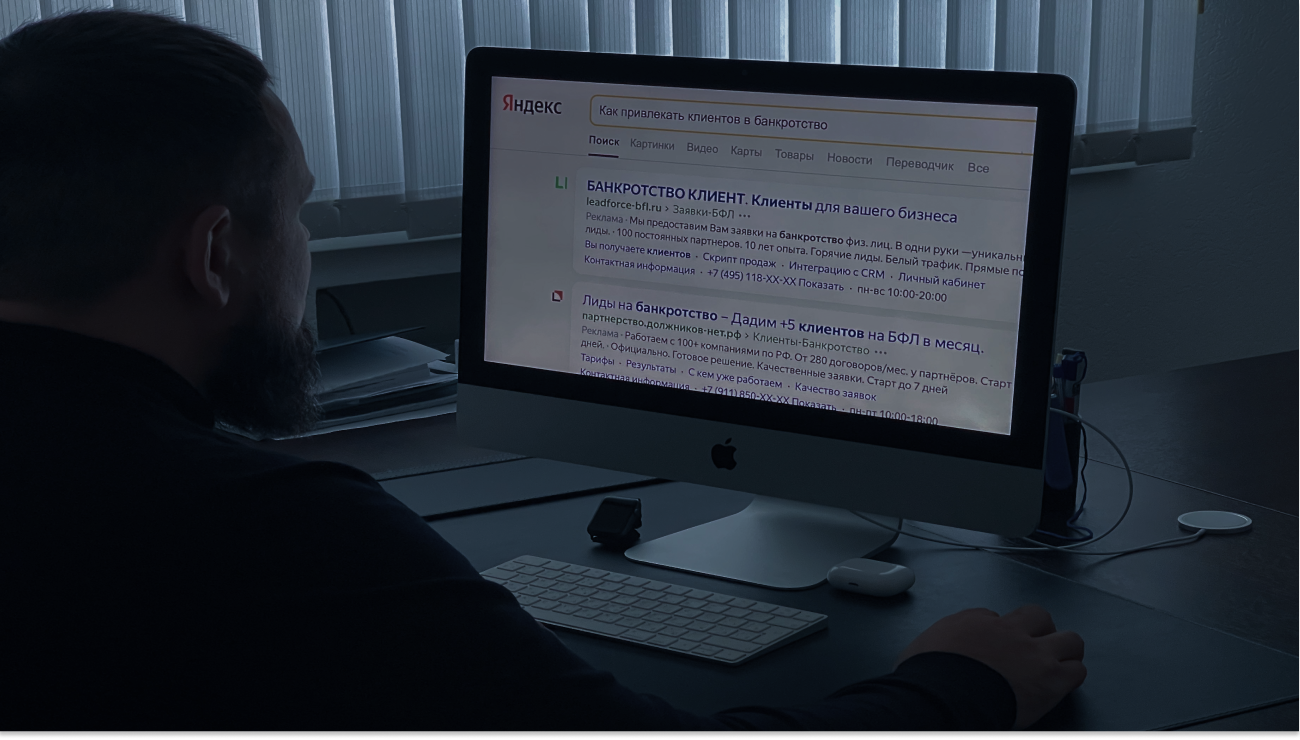 Яндекс
Как привлекать клиентов в банкротство
Поиск Картинки Видео Карты Товары Новости Переводчик Все
LI
БАНКРОТСТВО КЛИЕНТ. Клиенты для вашего бизнеса
leadforce-bfl.ru › Заявки-БФЛ •••
Реклама · Мы предоставим Вам заявки на банкротство физ. лиц. В одни руки —уникальн
лиды. · 100 постоянных партнеров. 10 лет опыта. Горячие лиды. Белый трафик. Прямые по
Вы получаете клиентов · Скрипт продаж · Интеграцию с CRM · Личный кабинет
Контактная информация · +7 (495) 118-XX-XX Показать · пн-вс 10:00-20:00
Лиды на банкротство – Дадим +5 клиентов на БФЛ в месяц.
партнерство.должников-нет.рф › Клиенты-Банкротство •••
Реклама · Работаем с 100+ компаниями по РФ. От 280 договоров/мес. у партнёров. Старт
дней. · Официально. Готовое решение. Качественные заявки. Старт до 7 дней
Тарифы · Результаты · С кем уже работаем · Качество заявок
Контактная информация · +7 (911) 850-XX-XX Показать · пн-пт 10:00-18:00